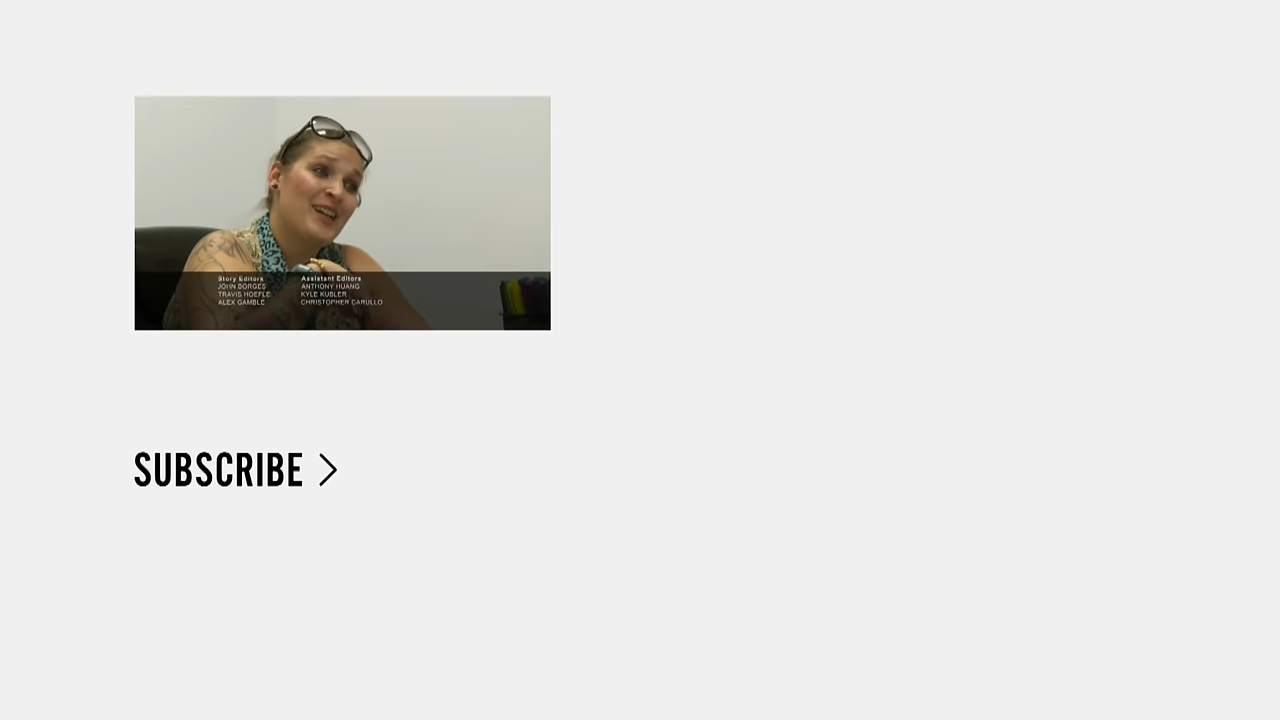 Story Editors
JOHN BORGES
TRAVIS HOEFLE
ALEX GAMBLE
Assistant Editors
ANTHONY HUANG
KYLE KUBLER
CHRISTOPHER CARULLO
SUBSCRIBE >